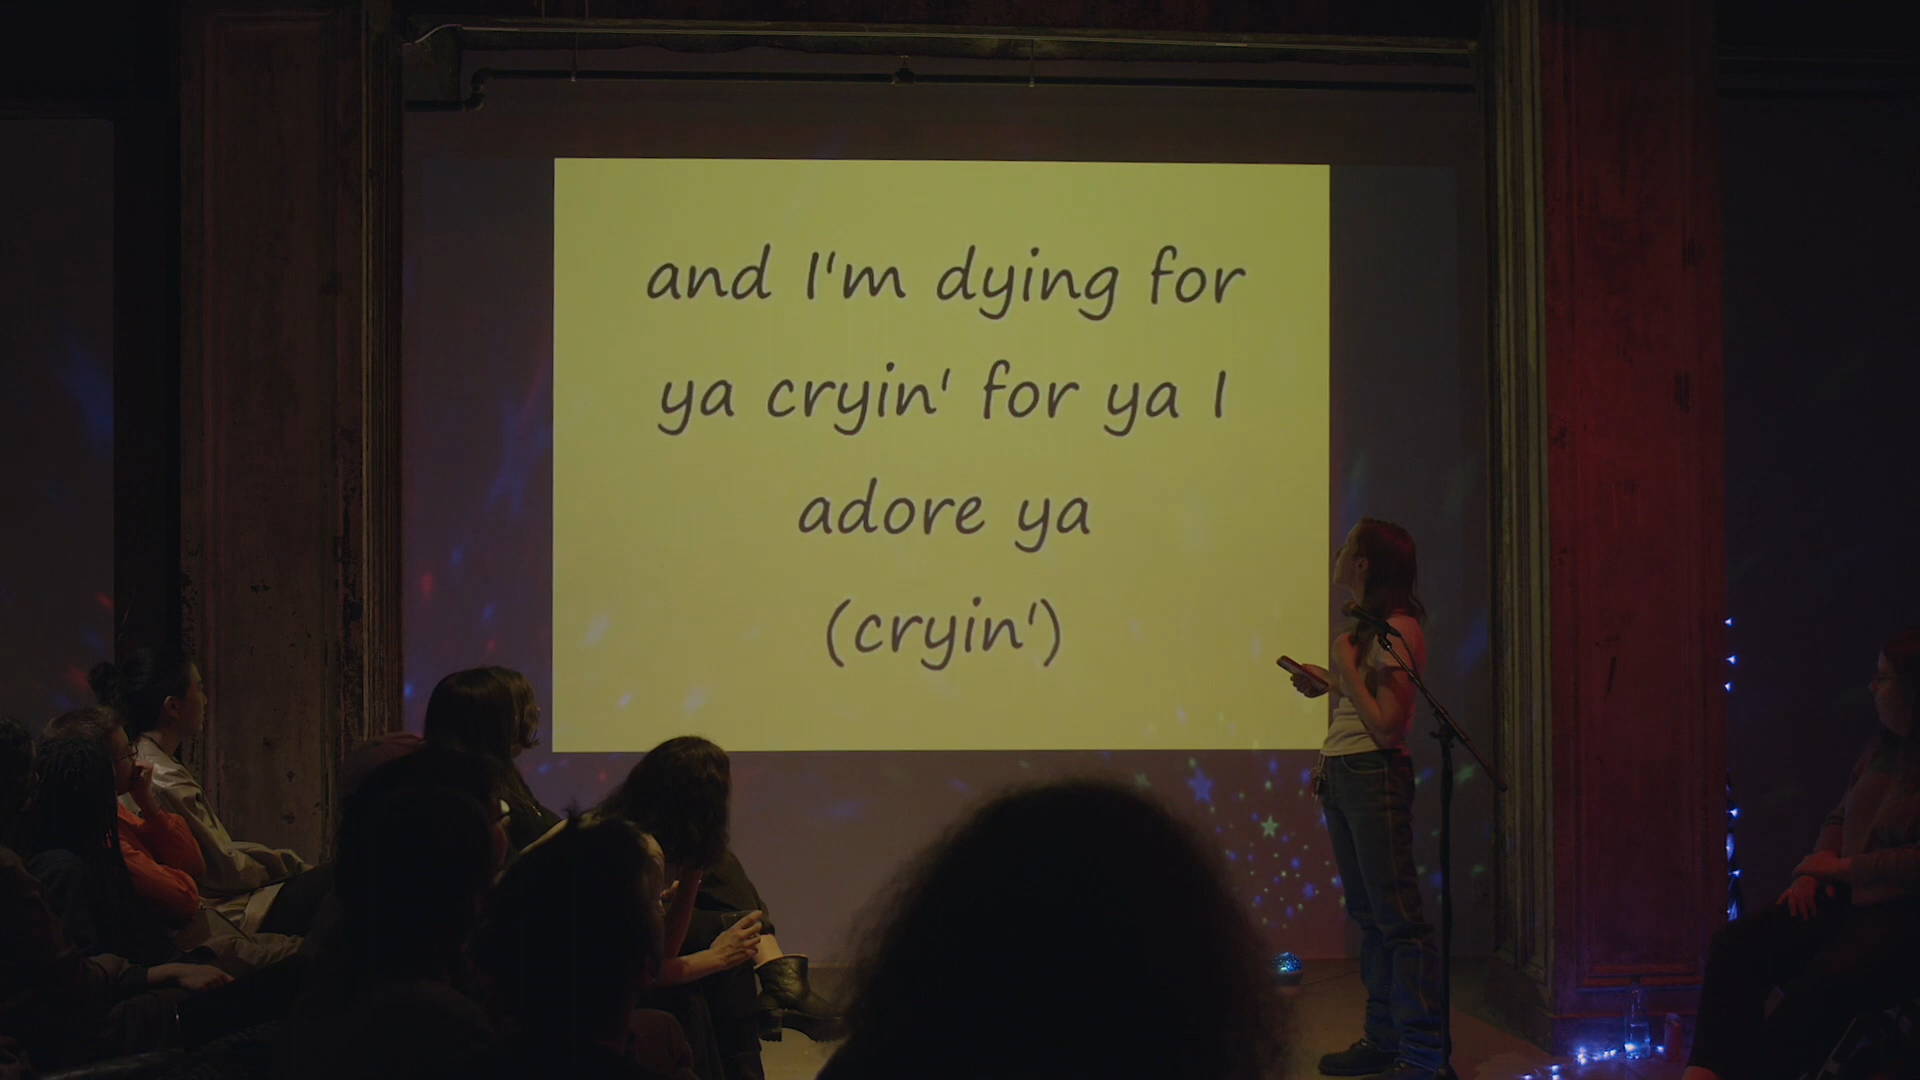 and I'm dying for
ya cryin' for ya I
adore ya
(cryin')